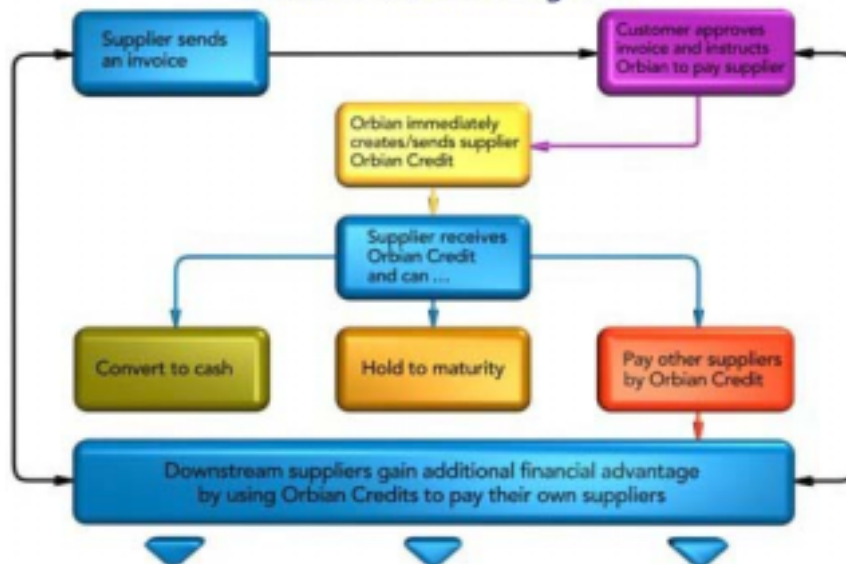 Supplier sends
an invoice
Customer approves
invoice and instructs
Orbian to pay supplier
Orbian immediately
creates/sends supplier
Orbian Credit
Supplier receives
Orbian Credit
and can ...
Convert to cash
Hold to maturity
Pay other suppliers
by Orbian Credit
Downstream suppliers gain additional financial advantage
by using Orbian Credits to pay their own suppliers